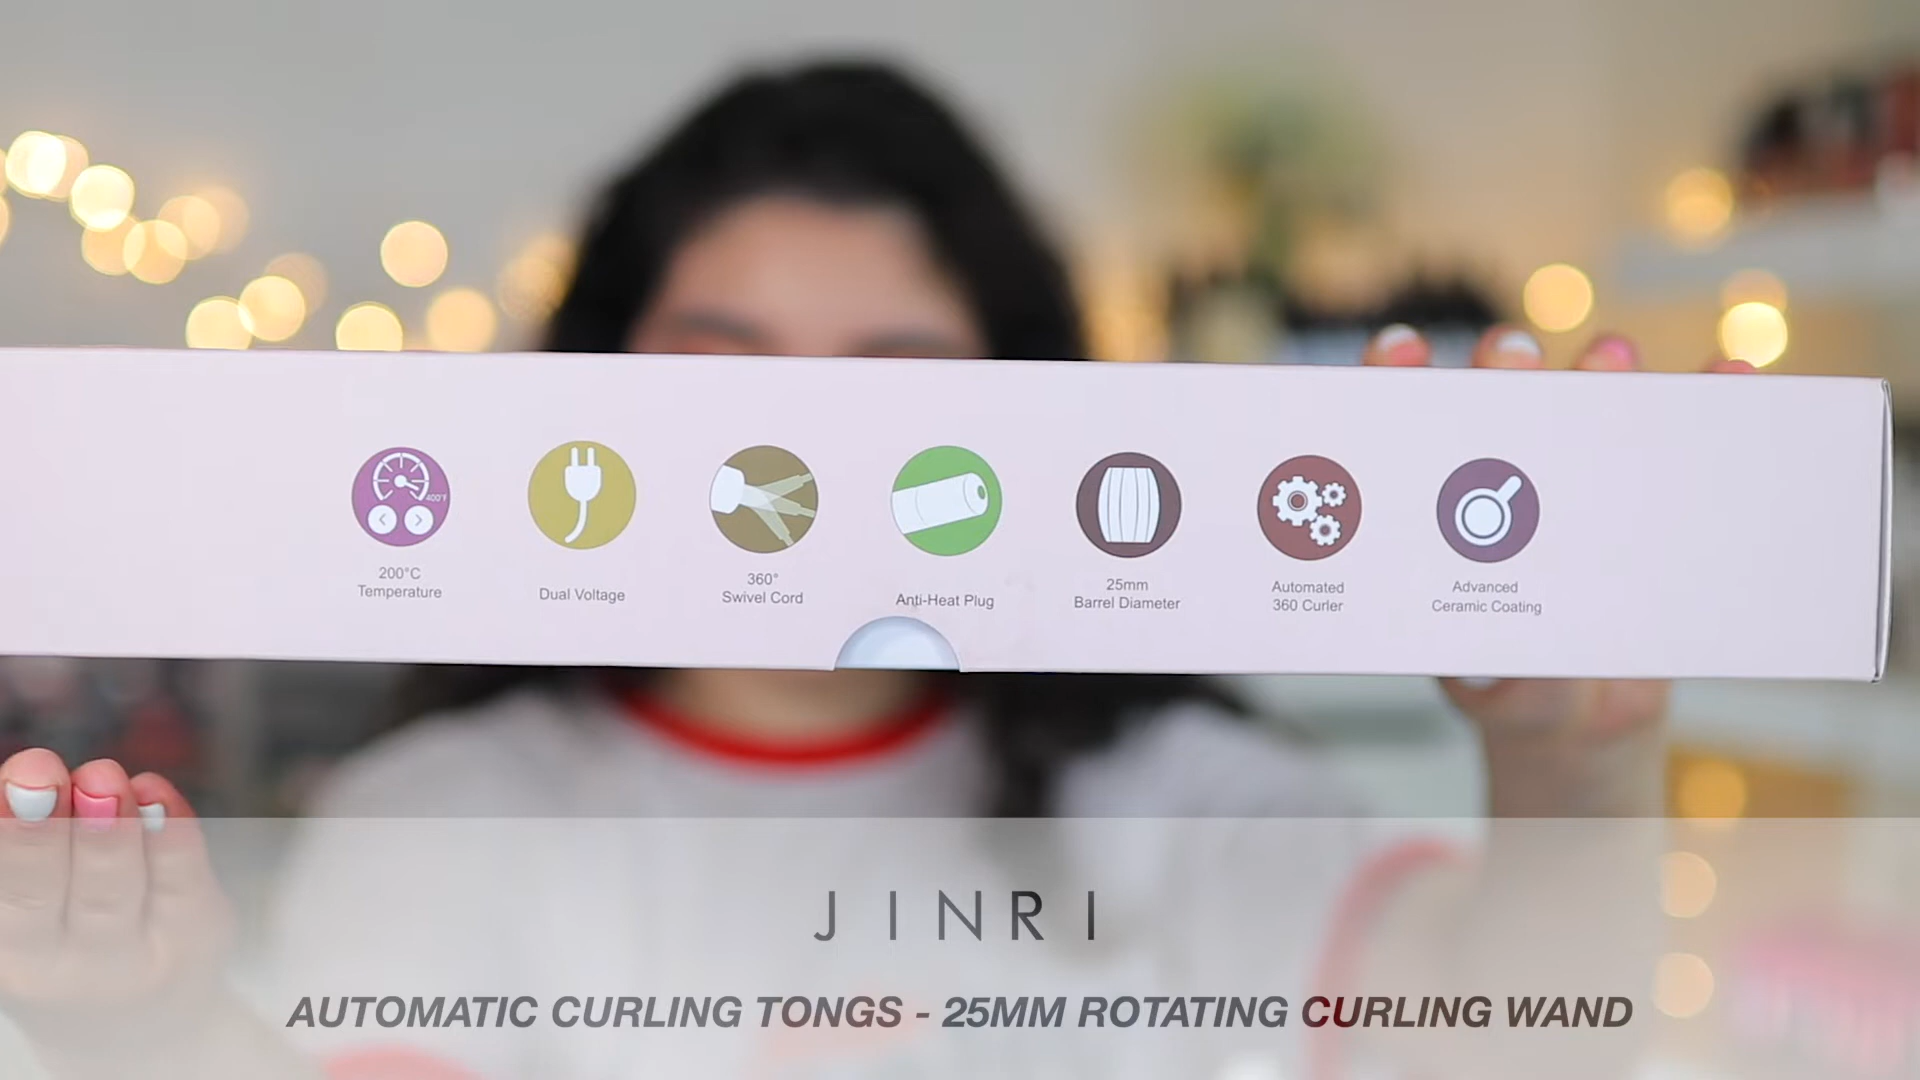 400°F
200°C
Temperature
Dual Voltage
360°
Swivel Cord
Anti-Heat Plug
25mm
Barrel Diameter
Automated
360 Curler
Advanced
Ceramic Coating
JINRI
AUTOMATIC CURLING TONGS - 25MM ROTATING CURLING WAND